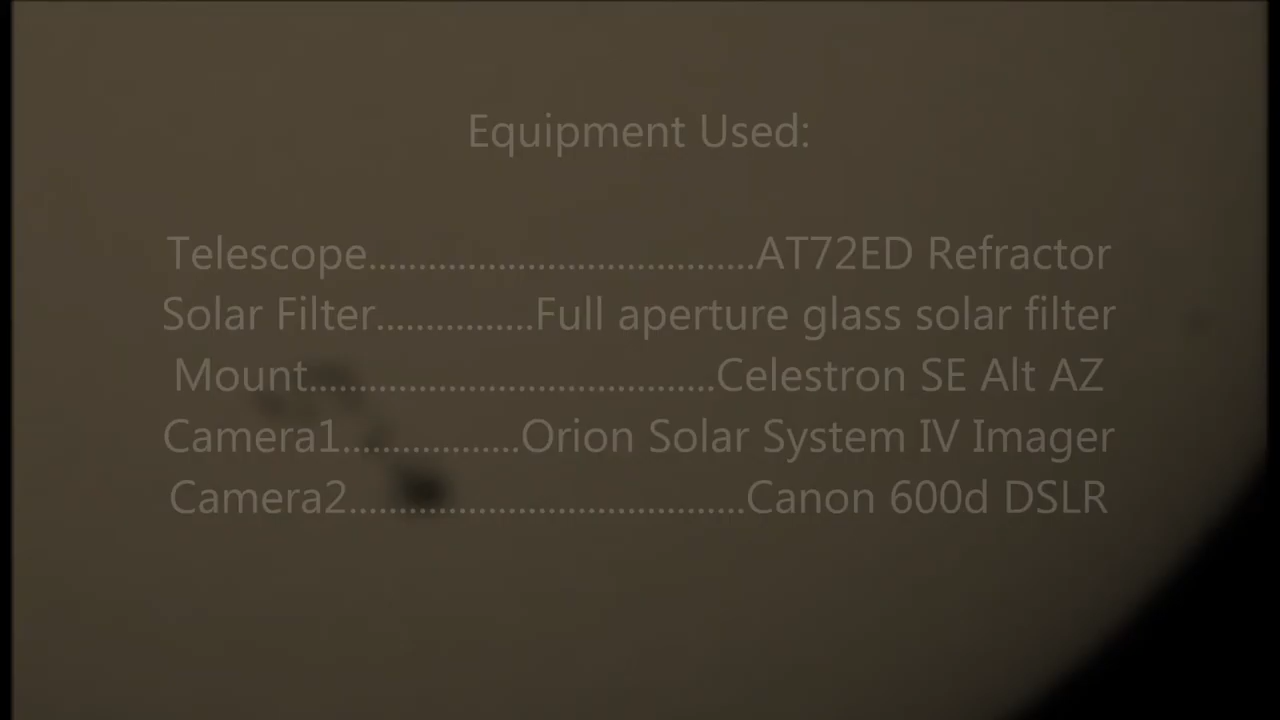 Equipment Used:
Telescope.......................................AT72ED Refractor
Solar Filter................Full aperture glass solar filter
Mount.........................................Celestron SE Alt AZ
Camera1..................Orion Solar System IV Imager
Camera2........................................Canon 600d DSLR